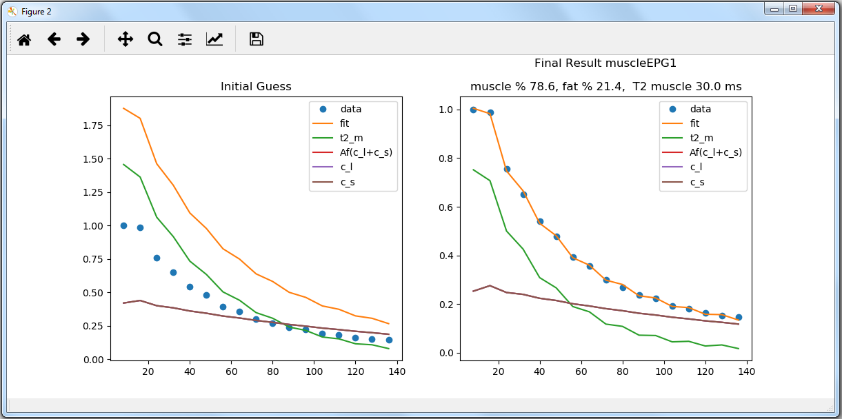 Figure 2
Final Result muscleEPG1
Initial Guess
muscle % 78.6, fat % 21.4,  T2 muscle 30.0 ms
data
fit
t2_m
Af(c_l+c_s)
c_l
c_s
1.75
1.50
1.25
1.00
0.75
0.50
0.25
0.00
20 40 60 80 100 120 140
data
fit
t2_m
Af(c_l+c_s)
c_l
c_s
1.0
0.8
0.6
0.4
0.2
0.0
20 40 60 80 100 120 140